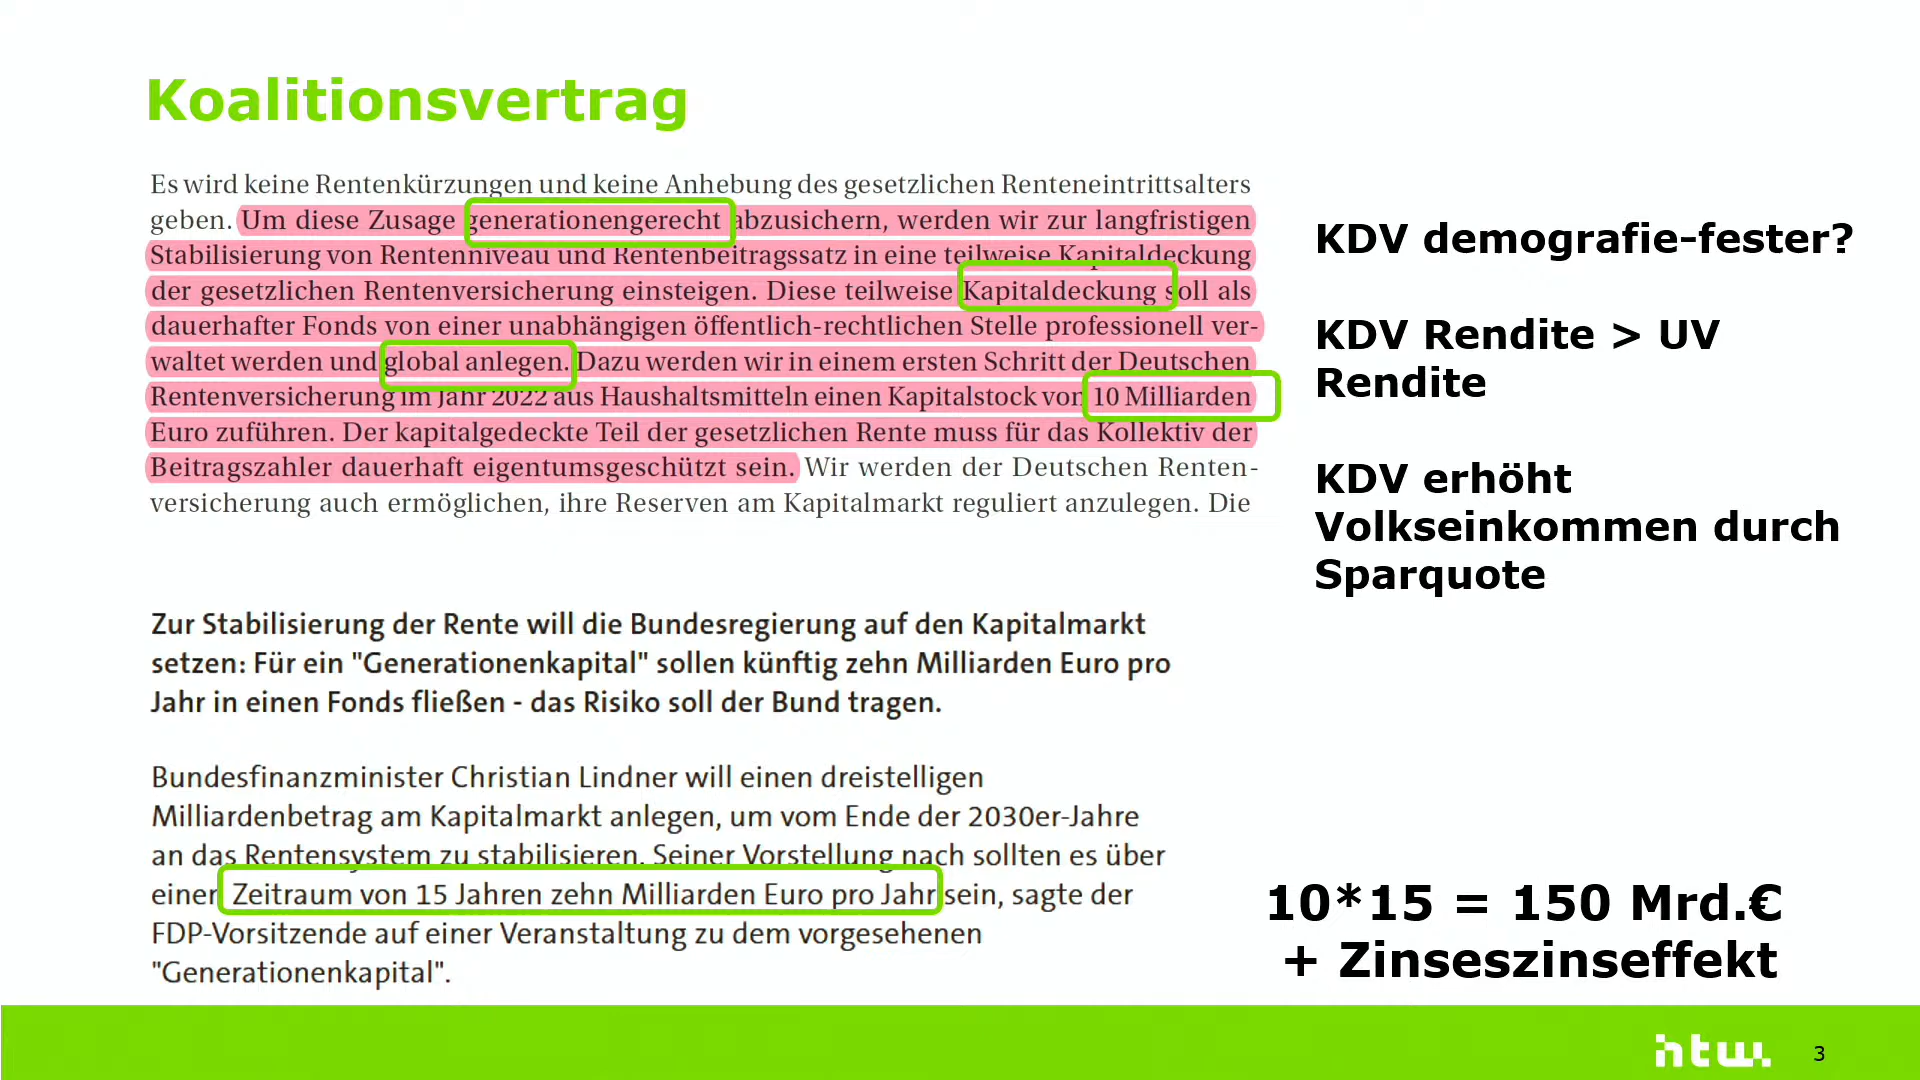 Koalitionsvertrag
Es wird keine Rentenkürzungen und keine Anhebung des gesetzlichen Renteneintrittsalters
geben. Um diese Zusage generationengerecht abzusichern, werden wir zur langfristigen
Stabilisierung von Rentenniveau und Rentenbeitragssatz in eine teilweise Kapitaldeckung
der gesetzlichen Rentenversicherung einsteigen. Diese teilweise Kapitaldeckung soll als
dauerhafter Fonds von einer unabhängigen öffentlich-rechtlichen Stelle professionell ver-
waltet werden und global anlegen. Dazu werden wir in einem ersten Schritt der Deutschen
Rentenversicherung im Jahr 2022 aus Haushaltsmitteln einen Kapitalstock von 10 Milliarden
Euro zuführen. Der kapitalgedeckte Teil der gesetzlichen Rente muss für das Kollektiv der
Beitragszahler dauerhaft eigentumsgeschützt sein. Wir werden der Deutschen Renten-
versicherung auch ermöglichen, ihre Reserven am Kapitalmarkt reguliert anzulegen. Die
KDV demografie-fester?
KDV Rendite > UV
Rendite
KDV erhöht
Volkseinkommen durch
Sparquote
Zur Stabilisierung der Rente will die Bundesregierung auf den Kapitalmarkt
setzen: Für ein "Generationenkapital" sollen künftig zehn Milliarden Euro pro
Jahr in einen Fonds fließen - das Risiko soll der Bund tragen.
Bundesfinanzminister Christian Lindner will einen dreistelligen
Milliardenbetrag am Kapitalmarkt anlegen, um vom Ende der 2030er-Jahre
an das Rentensystem zu stabilisieren. Seiner Vorstellung nach sollten es über
einen Zeitraum von 15 Jahren zehn Milliarden Euro pro Jahr sein, sagte der
FDP-Vorsitzende auf einer Veranstaltung zu dem vorgesehenen
"Generationenkapital".
10*15 = 150 Mrd.€
+ Zinseszinseffekt
htw.
3